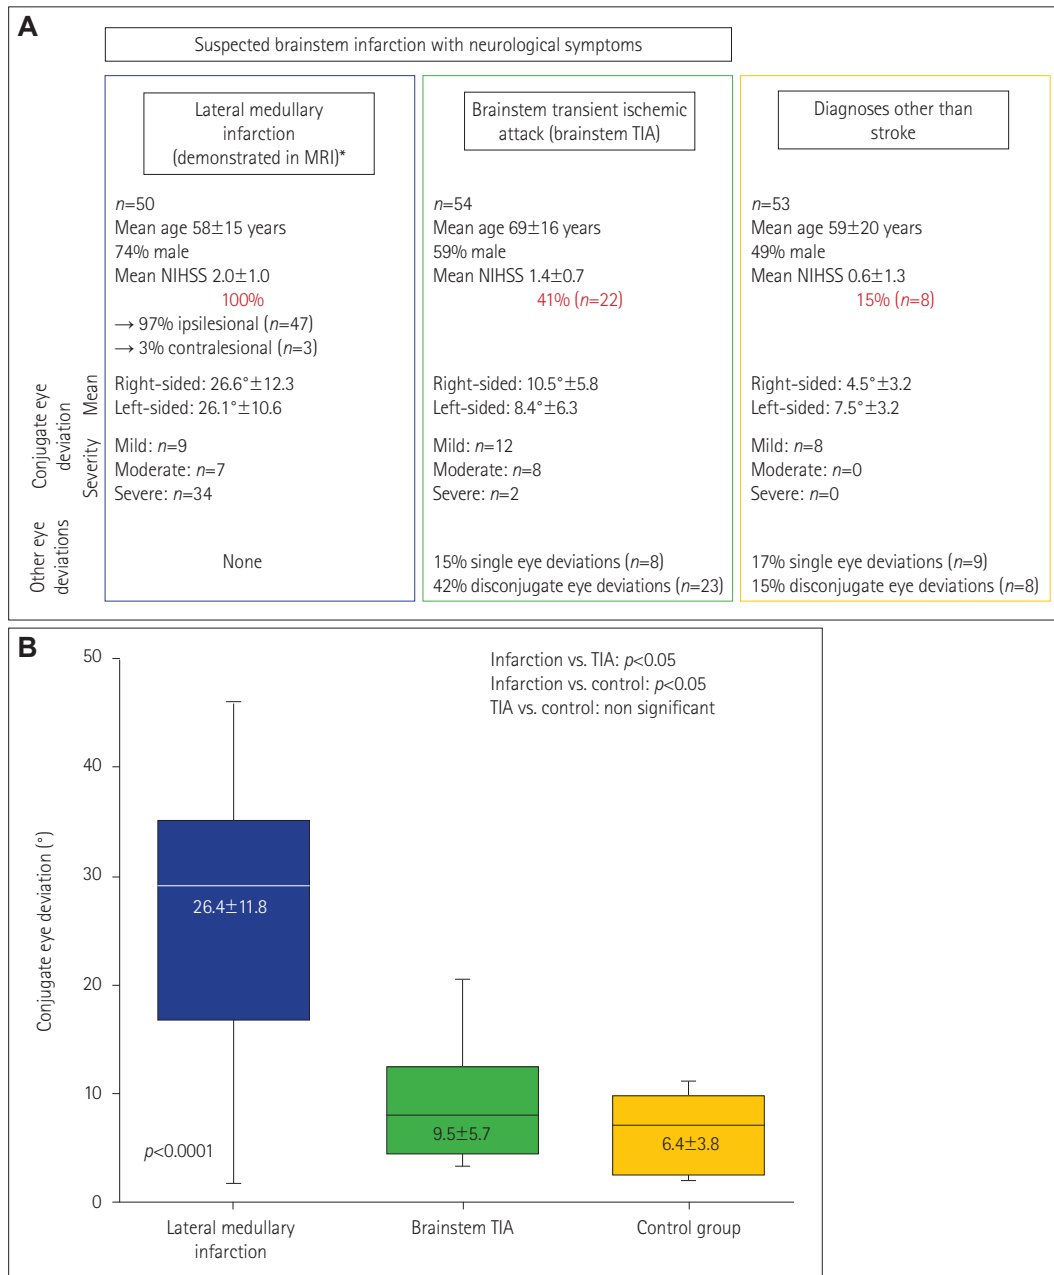 A
Suspected brainstem infarction with neurological symptoms
Lateral medullary
infarction
(demonstrated in MRI)*
n=50
Mean age 58±15 years
74% male
Mean NIHSS 2.0±1.0
100%
→ 97% ipsilesional (n=47)
→ 3% contralesional (n=3)
Right-sided: 26.6°±12.3
Left-sided: 26.1°±10.6
Mild: n=9
Moderate: n=7
Severe: n=34
None
Brainstem transient ischemic
attack (brainstem TIA)
n=54
Mean age 69±16 years
59% male
Mean NIHSS 1.4±0.7
41% (n=22)
Right-sided: 10.5°±5.8
Left-sided: 8.4°±6.3
Mild: n=12
Moderate: n=8
Severe: n=2
15% single eye deviations (n=8)
42% disconjugate eye deviations (n=23)
Diagnoses other than
stroke
n=53
Mean age 59±20 years
49% male
Mean NIHSS 0.6±1.3
15% (n=8)
Right-sided: 4.5°±3.2
Left-sided: 7.5°±3.2
Mild: n=8
Moderate: n=0
Severe: n=0
17% single eye deviations (n=9)
15% disconjugate eye deviations (n=8)
Conjugate eye
deviation
Mean
Severity
Other eye
deviations
B
Infarction vs. TIA: p<0.05
Infarction vs. control: p<0.05
TIA vs. control: non significant
Conjugate eye deviation (°)
50
40
30
20
10
0
26.4±11.8
9.5±5.7
6.4±3.8
p<0.0001
Lateral medullary
infarction
Brainstem TIA
Control group